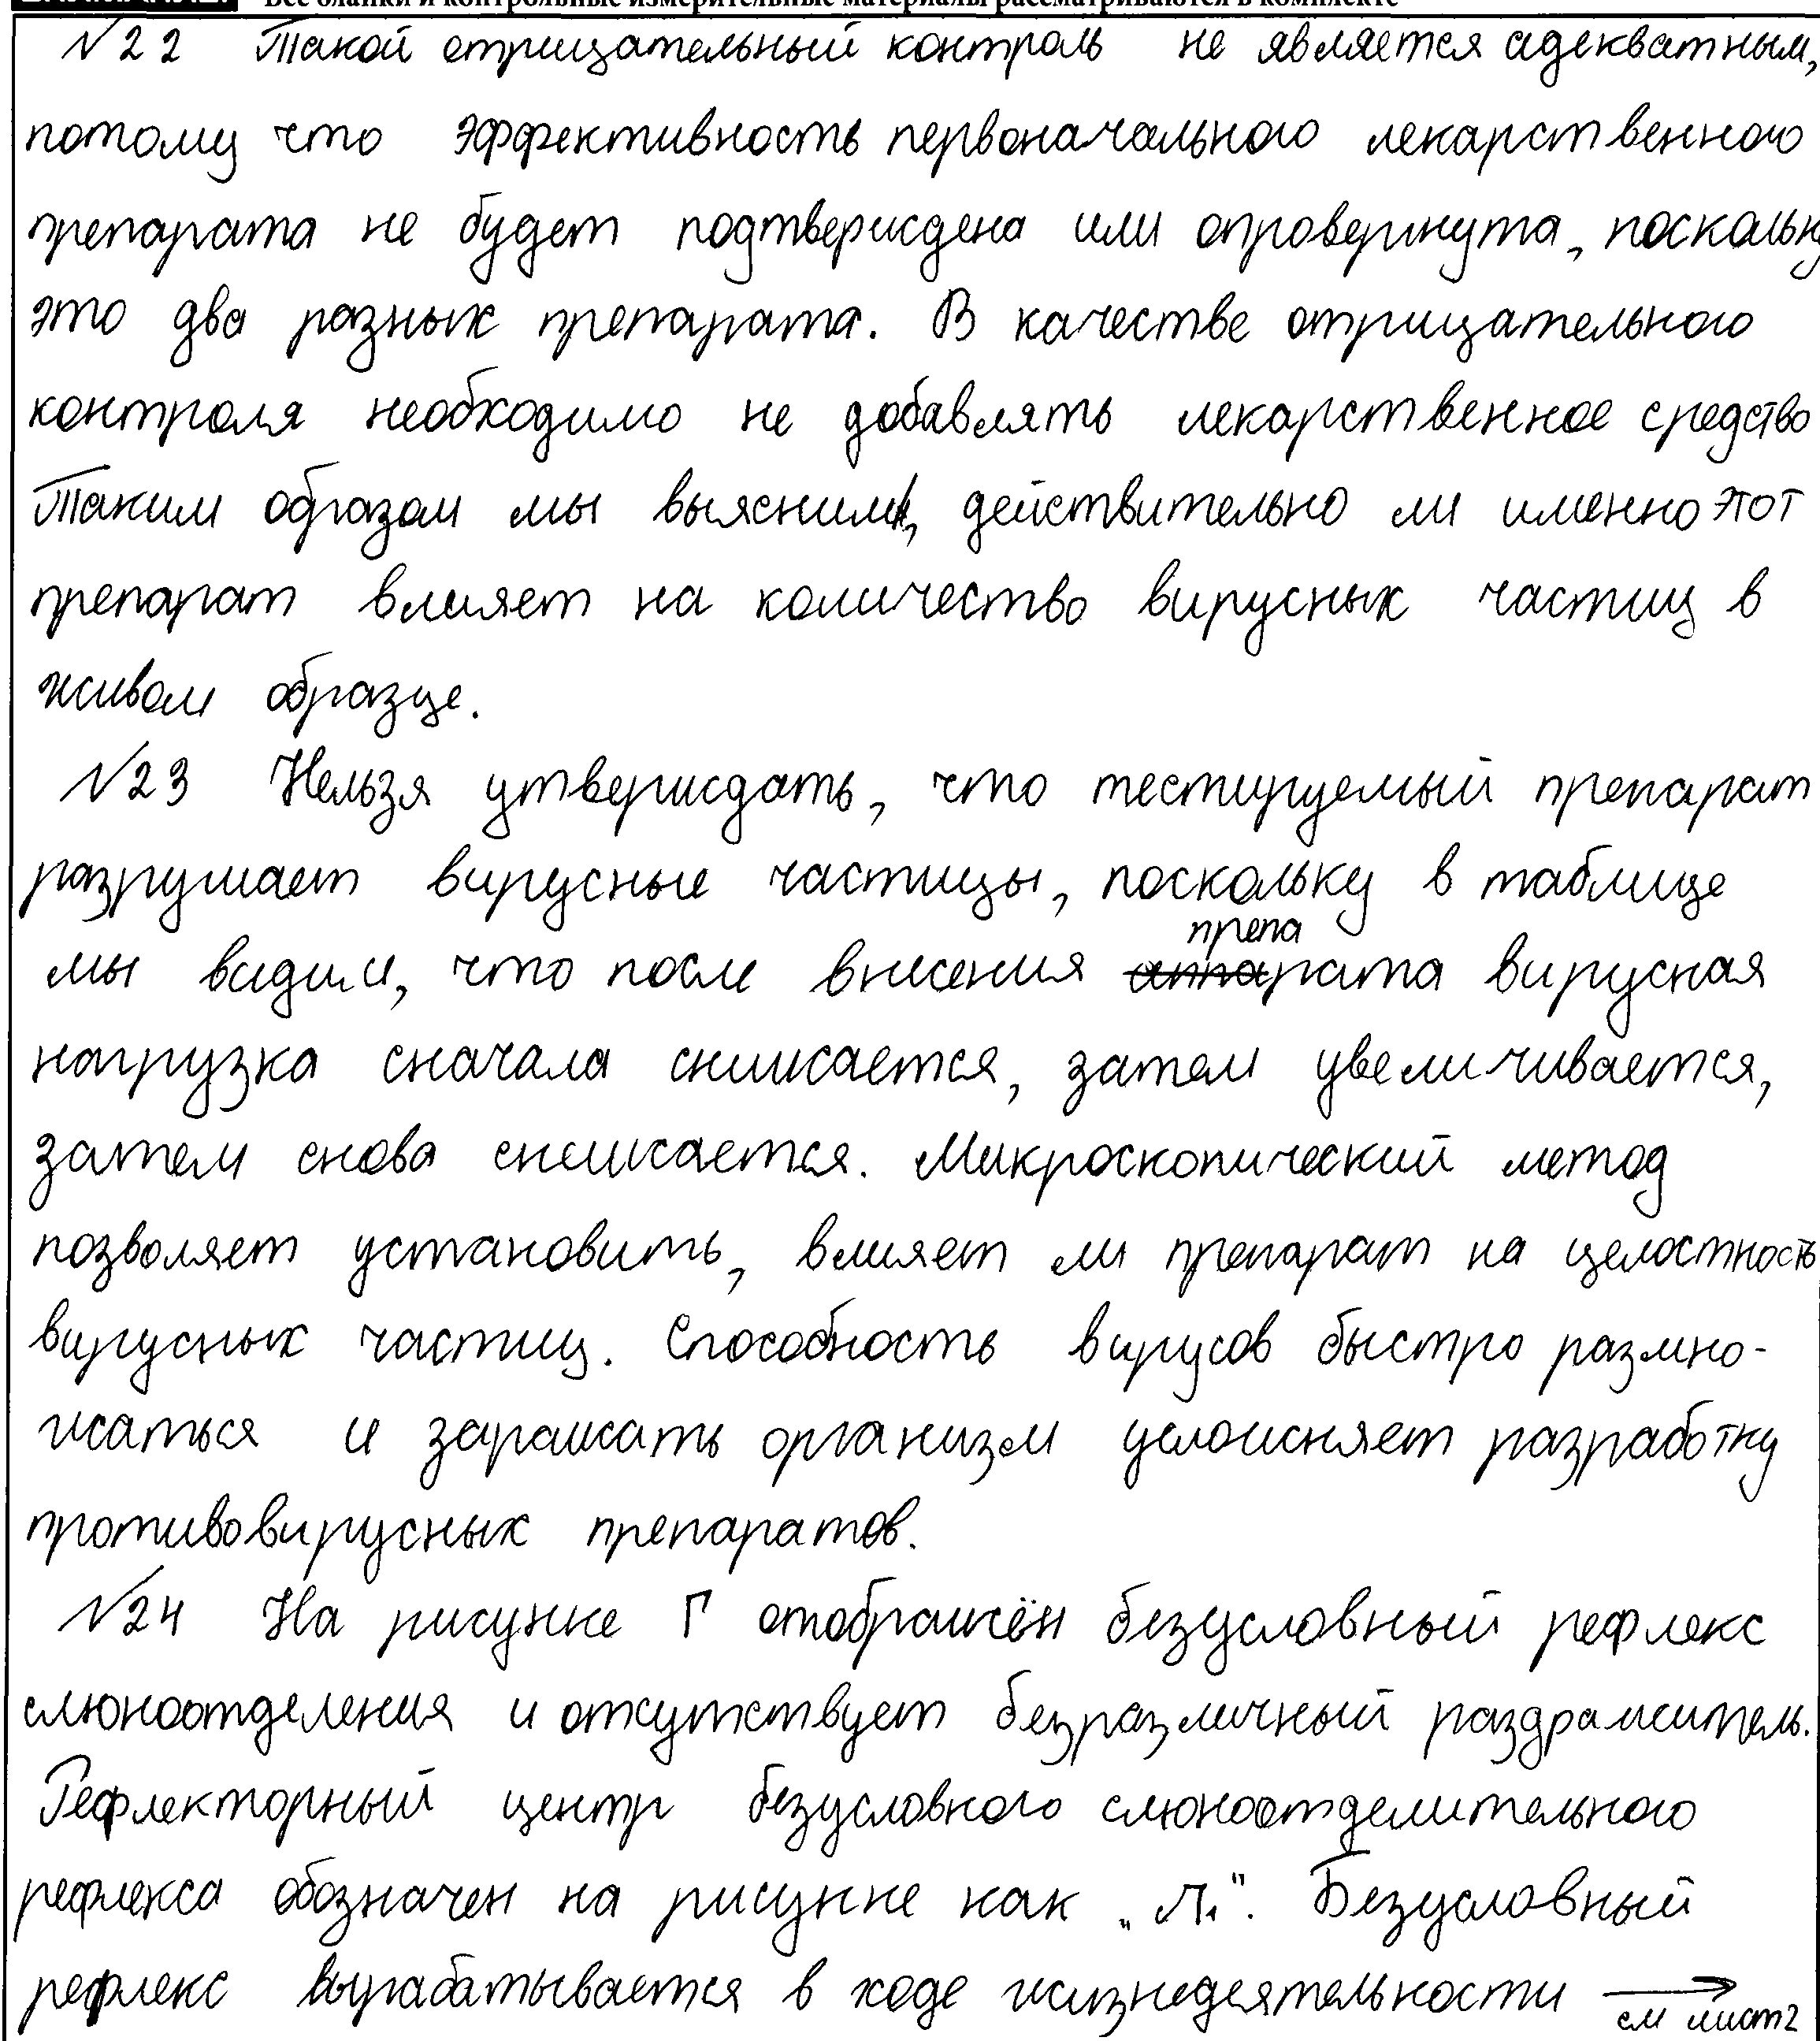 Все бланки и контрольные измерительные материалы рассматриваются в комплекте
№22 Такой отрицательный контроль не является адекватным,
потому что эффективность первоначального лекарственного
препарата не будет подтверждена или опровергнута, поскольку
это два разных препарата. В качестве отрицательного
контроля необходимо не добавлять лекарственное средство
Таким образом мы выясним, действительно ли именно этот
препарат влияет на количество вирусных частиц в
живом образце.
№23 Нельзя утверждать, что тестируемый препарат
разрушает вирусные частицы, поскольку в таблице
мы видим, что после внесения препарата вирусная
нагрузка сначала снижается, затем увеличивается,
затем снова снижается. Микроскопический метод
позволяет установить, влияет ли препарат на целостность
вирусных частиц. Способность вирусов быстро размно-
жаться и заражать организм усложняет разработку
противовирусных препаратов.
№24 На рисунке Г отображён безусловный рефлекс
слюноотделения и отсутствует безразличный раздражитель.
Рефлекторный центр безусловного слюноотделительного
рефлекса обозначен на рисунке как „Л1". Безусловный
рефлекс вырабатывается в ходе жизнедеятельности →
см лист2